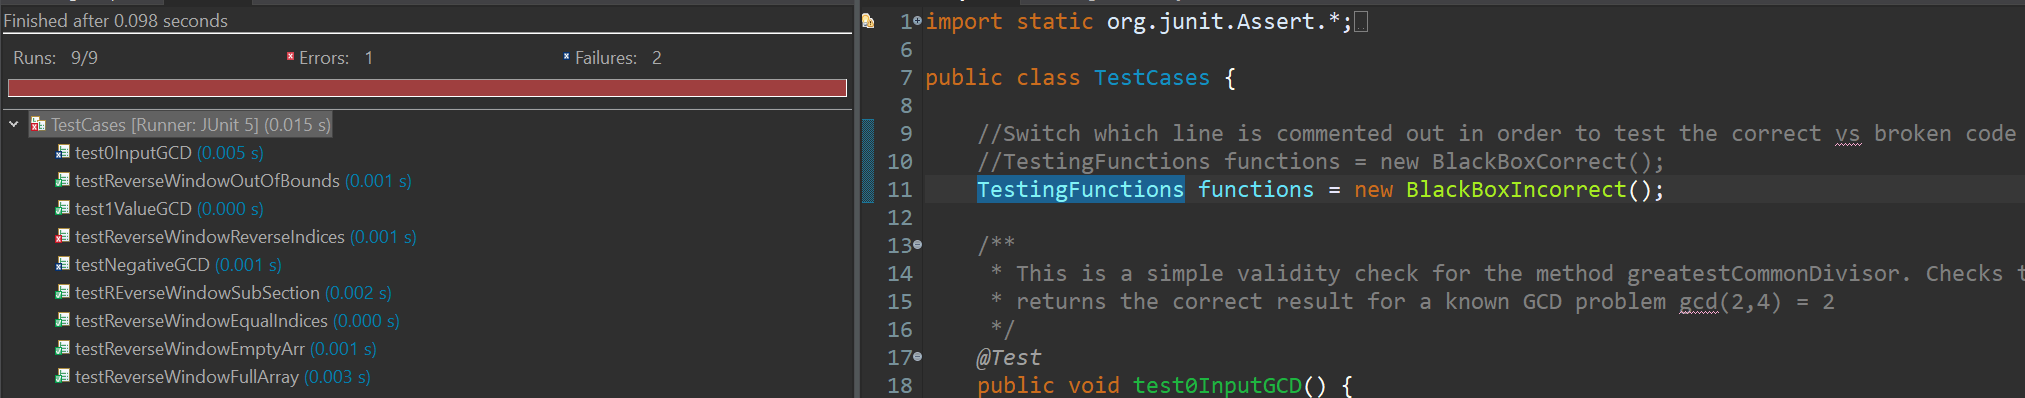 Finished after 0.098 seconds
Runs: 9/9 Errors: 1 Failures: 2
TestCases [Runner: JUnit 5] (0.015 s)
test0InputGCD (0.005 s)
testReverseWindowOutOfBounds (0.001 s)
test1ValueGCD (0.000 s)
testReverseWindowReverseIndices (0.001 s)
testNegativeGCD (0.001 s)
testREverseWindowSubSection (0.002 s)
testReverseWindowEqualIndices (0.000 s)
testReverseWindowEmptyArr (0.001 s)
testReverseWindowFullArray (0.003 s)
1 import static org.junit.Assert.*;
6
7 public class TestCases {
8
9 //Switch which line is commented out in order to test the correct vs broken code
10 //TestingFunctions functions = new BlackBoxCorrect();
11 TestingFunctions functions = new BlackBoxIncorrect();
12
13 /**
14 * This is a simple validity check for the method greatestCommonDivisor. Checks
15 * returns the correct result for a known GCD problem gcd(2,4) = 2
16 */
17 @Test
18 public void test0InputGCD() {